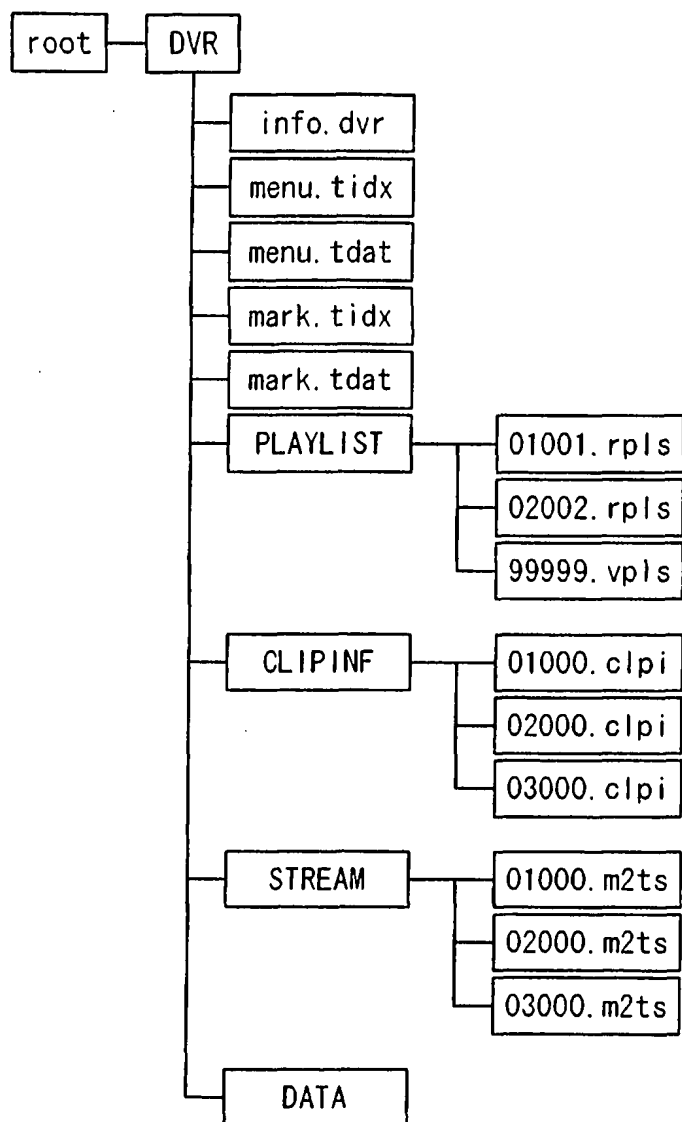 root
DVR
info.dvr
menu.tidx
menu.tdat
mark.tidx
mark.tdat
PLAYLIST
01001.rpls
02002.rpls
99999.vpls
CLIPINF
01000.clpi
02000.clpi
03000.clpi
STREAM
01000.m2ts
02000.m2ts
03000.m2ts
DATA